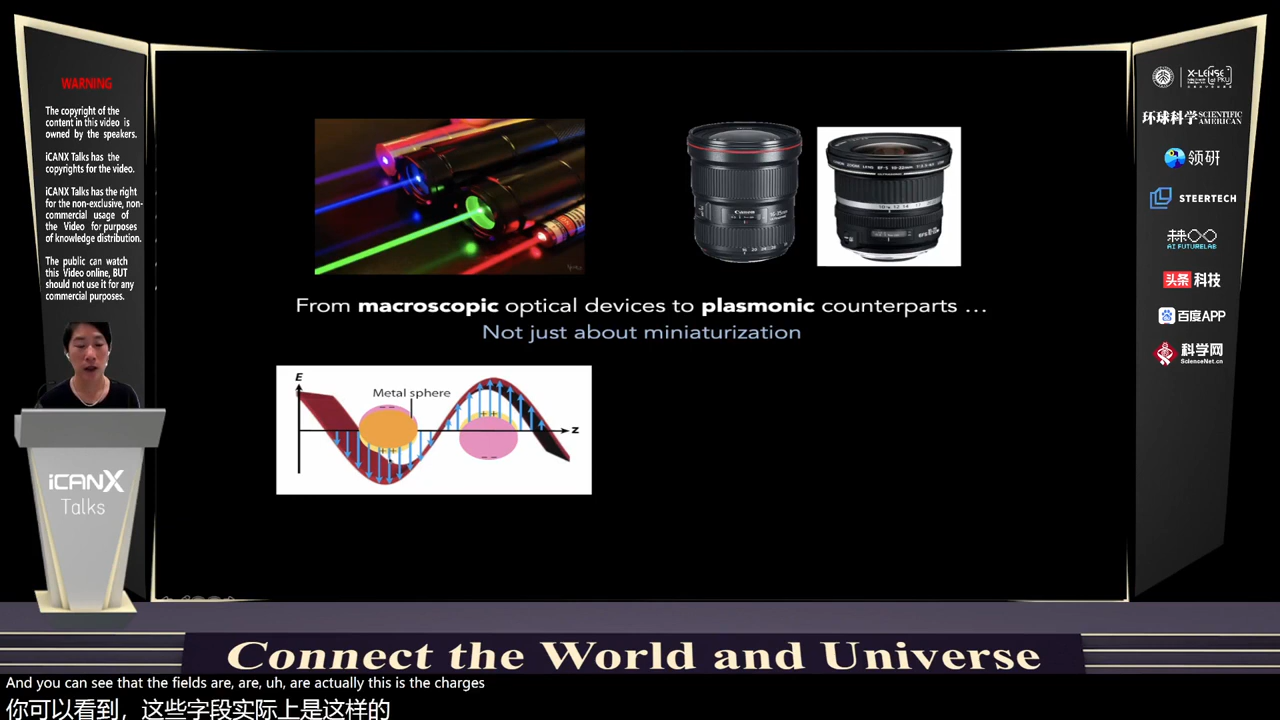 WARNING
The copyright of the
content in this video is
owned by the speakers.
iCANX Talks has the
copyrights for the video.
iCANX Talks has the right
for the non-exclusive, non-
commercial usage of
the Video for purposes
of knowledge distribution.
The public can watch
this Video online, BUT
should not use it for any
commercial purposes.
iCANX
Talks
From macroscopic optical devices to plasmonic counterparts ...
Not just about miniaturization
E
Metal sphere
z
Canon
X-LENSE
环球科学 SCIENTIFIC AMERICAN
领研
STEERTECH
AI FUTURELAB
头条 科技
百度APP
科学网
ScienceNet.cn
Connect the World and Universe
And you can see that the fields are, are, uh, are actually this is the charges
你可以看到，这些字段实际上是这样的